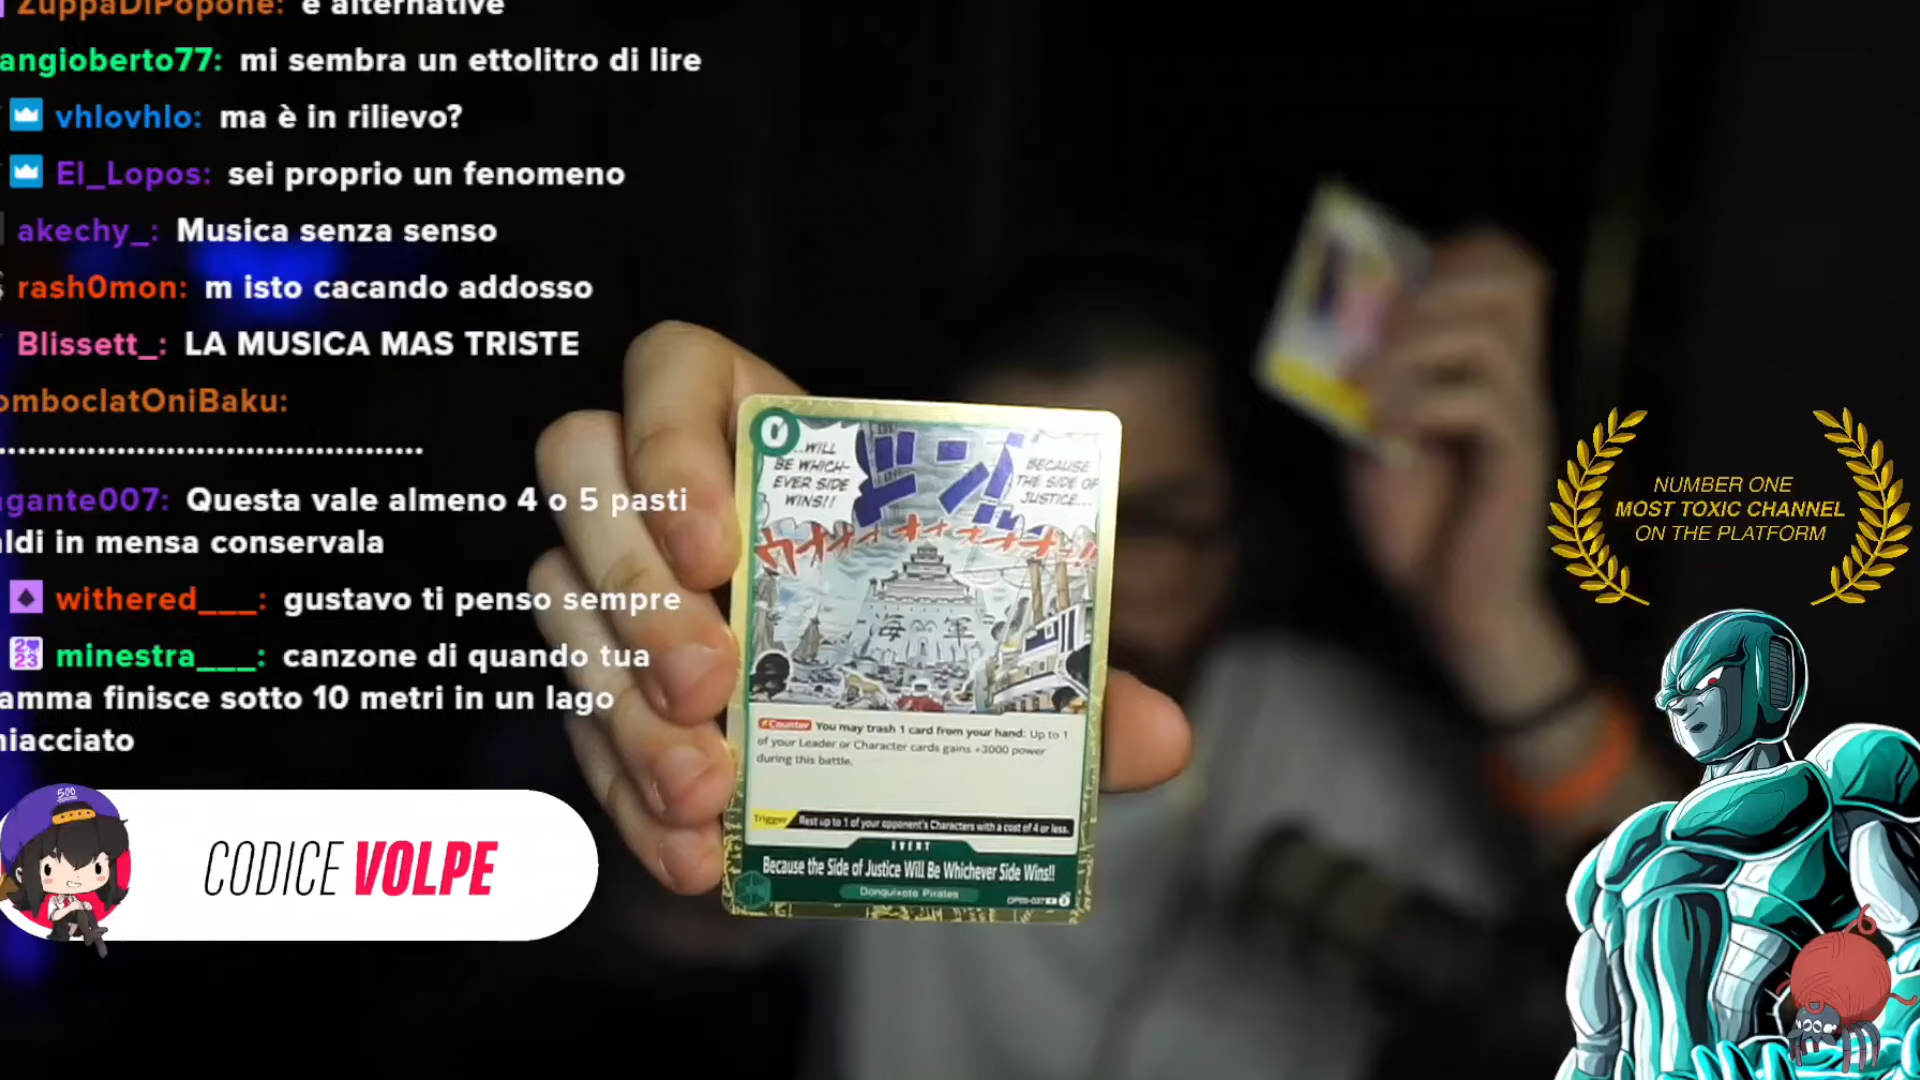 ZuppaDiPopone: e alternative
angioberto77: mi sembra un ettolitro di lire
vhlovhlo: ma è in rilievo?
El_Lopos: sei proprio un fenomeno
akechy_: Musica senza senso
rash0mon: m isto cacando addosso
Blissett_: LA MUSICA MAS TRISTE
omboclatOniBaku:
gante007: Questa vale almeno 4 o 5 pasti
ldi in mensa conservala
withered___: gustavo ti penso sempre
minestra___: canzone di quando tua
amma finisce sotto 10 metri in un lago
hiacciato
500
CODICE VOLPE
0
...WILL
BE WHICH-
EVER SIDE
WINS!!
ドン!!
BECAUSE
THE SIDE OF
JUSTICE...
Counter You may trash 1 card from your hand: Up to 1
of your Leader or Character cards gains +3000 power
during this battle.
Trigger Rest up to 1 of your opponent's Characters with a cost of 4 or less.
EVENT
Because the Side of Justice Will Be Whichever Side Wins!!
Donquixote Pirates
OP05-037
NUMBER ONE
MOST TOXIC CHANNEL
ON THE PLATFORM